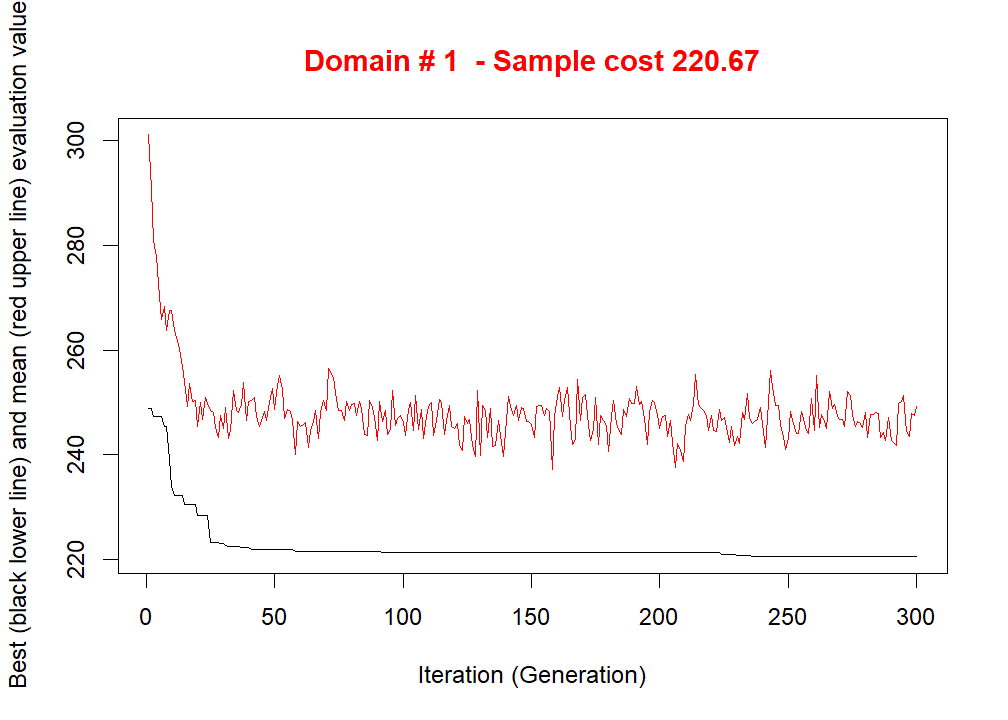 Domain # 1  - Sample cost 220.67
Best (black lower line) and mean (red upper line) evaluation value
300
280
260
240
220
0 50 100 150 200 250 300
Iteration (Generation)